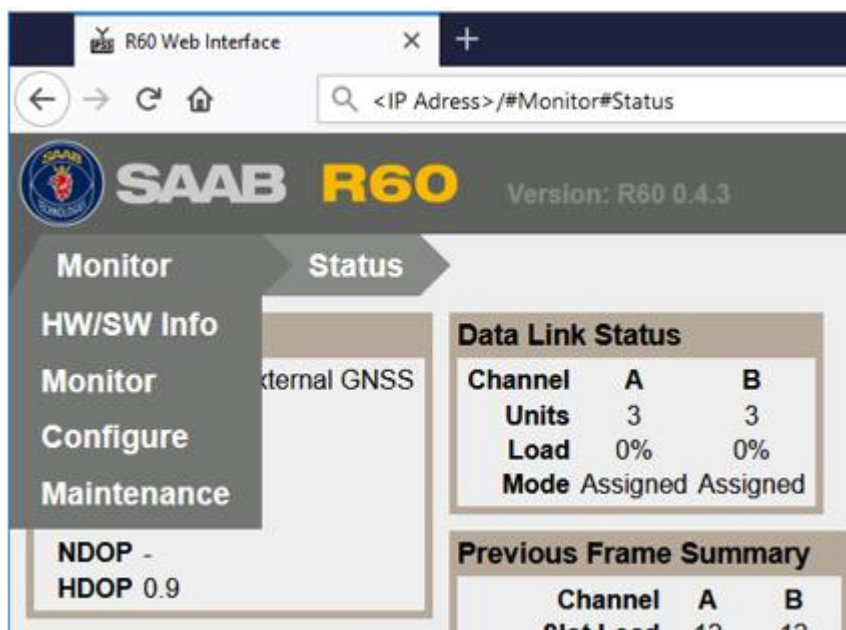 R60 Web Interface
<IP Adress>/#Monitor#Status
SAAB R60 Version: R60 0.4.3
Monitor Status
HW/SW Info
Monitor
Configure
Maintenance
xternal GNSS
NDOP -
HDOP 0.9
Data Link Status
Channel A B
Units 3 3
Load 0% 0%
Mode Assigned Assigned
Previous Frame Summary
Channel A B